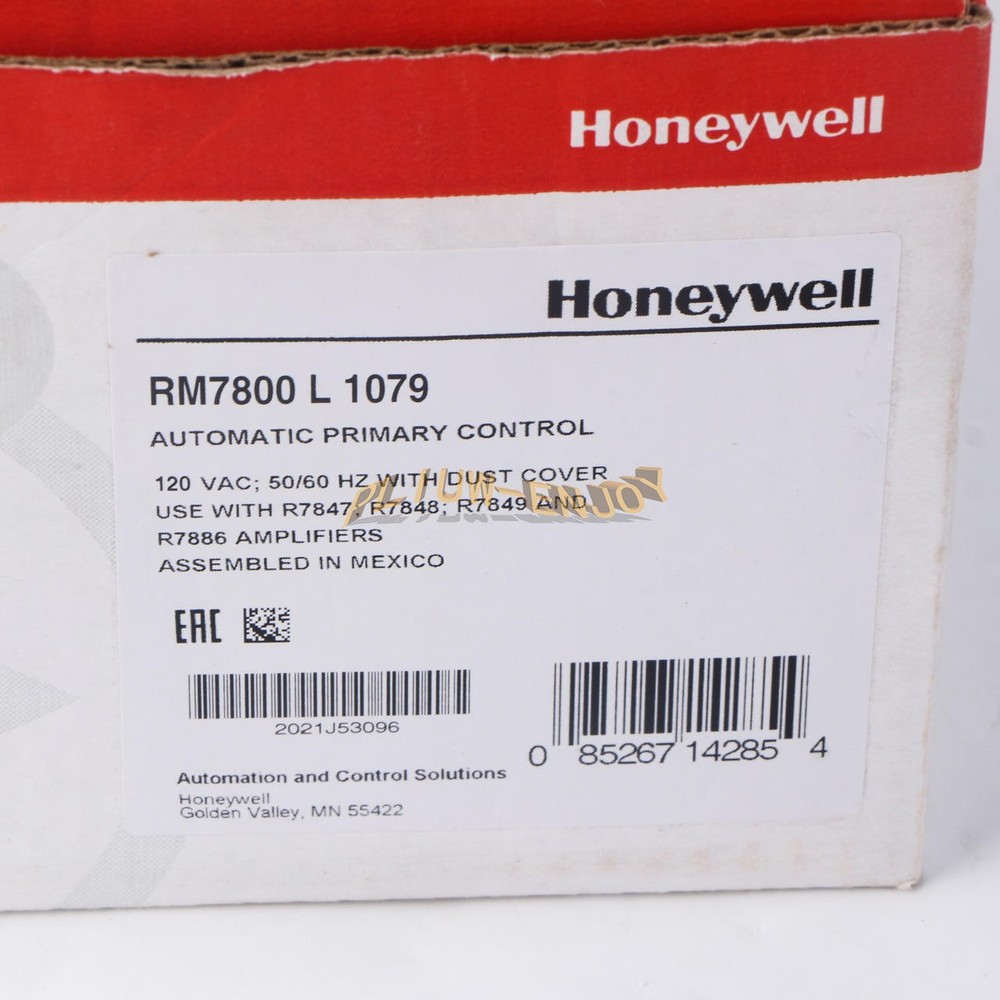 Honeywell
Honeywell
RM7800 L 1079
AUTOMATIC PRIMARY CONTROL
120 VAC; 50/60 HZ WITH DUST COVER
PLIUW-ENJOY
USE WITH R7847; R7848; R7849 AND
R7886 AMPLIFIERS
ASSEMBLED IN MEXICO
EAC
2021J53096
0 85267 14285 4
Automation and Control Solutions
Honeywell
Golden Valley, MN 55422